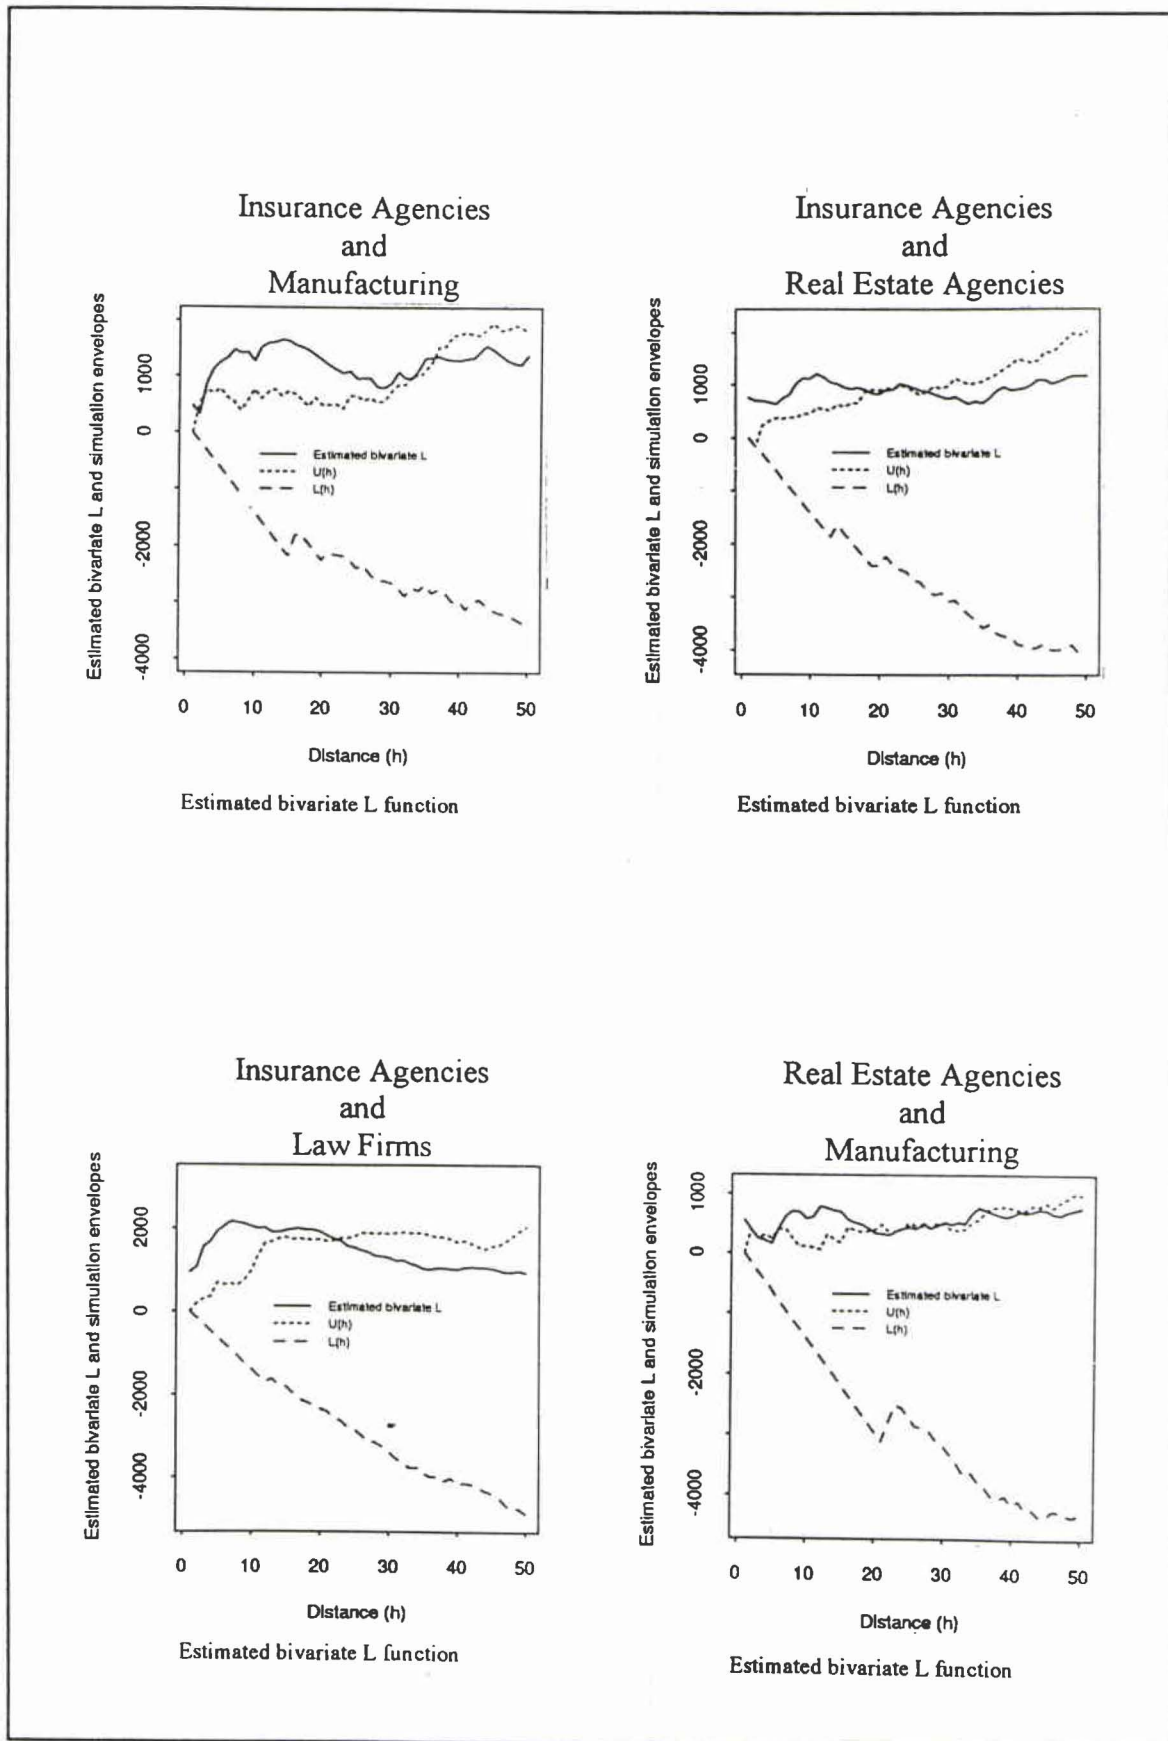 Insurance Agencies
and
Manufacturing
Estimated bivariate L and simulation envelopes
1000
0
-2000
-4000
Estimated bivariate L
U(h)
L(h)
0 10 20 30 40 50
Distance (h)
Estimated bivariate L function
Insurance Agencies
and
Real Estate Agencies
Estimated bivariate L and simulation envelopes
1000
0
-2000
-4000
Estimated bivariate L
U(h)
L(h)
0 10 20 30 40 50
Distance (h)
Estimated bivariate L function
Insurance Agencies
and
Law Firms
Estimated bivariate L and simulation envelopes
2000
0
-2000
-4000
Estimated bivariate L
U(h)
L(h)
0 10 20 30 40 50
Distance (h)
Estimated bivariate L function
Real Estate Agencies
and
Manufacturing
Estimated bivariate L and simulation envelopes
1000
0
-2000
-4000
Estimated bivariate L
U(h)
L(h)
0 10 20 30 40 50
Distance (h)
Estimated bivariate L function